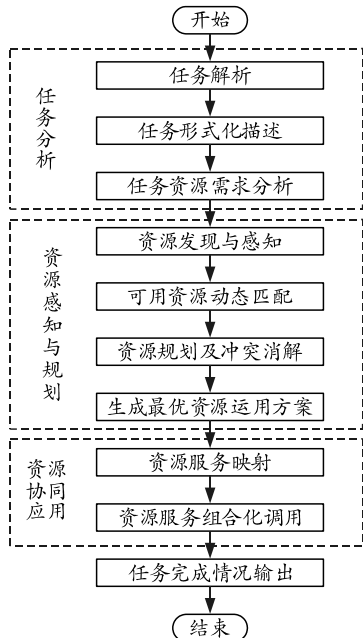 开始
任务分析
任务解析
任务形式化描述
任务资源需求分析
资源感知与规划
资源发现与感知
可用资源动态匹配
资源规划及冲突消解
生成最优资源运用方案
资源
协同
应用
资源服务映射
资源服务组合化调用
任务完成情况输出
结束